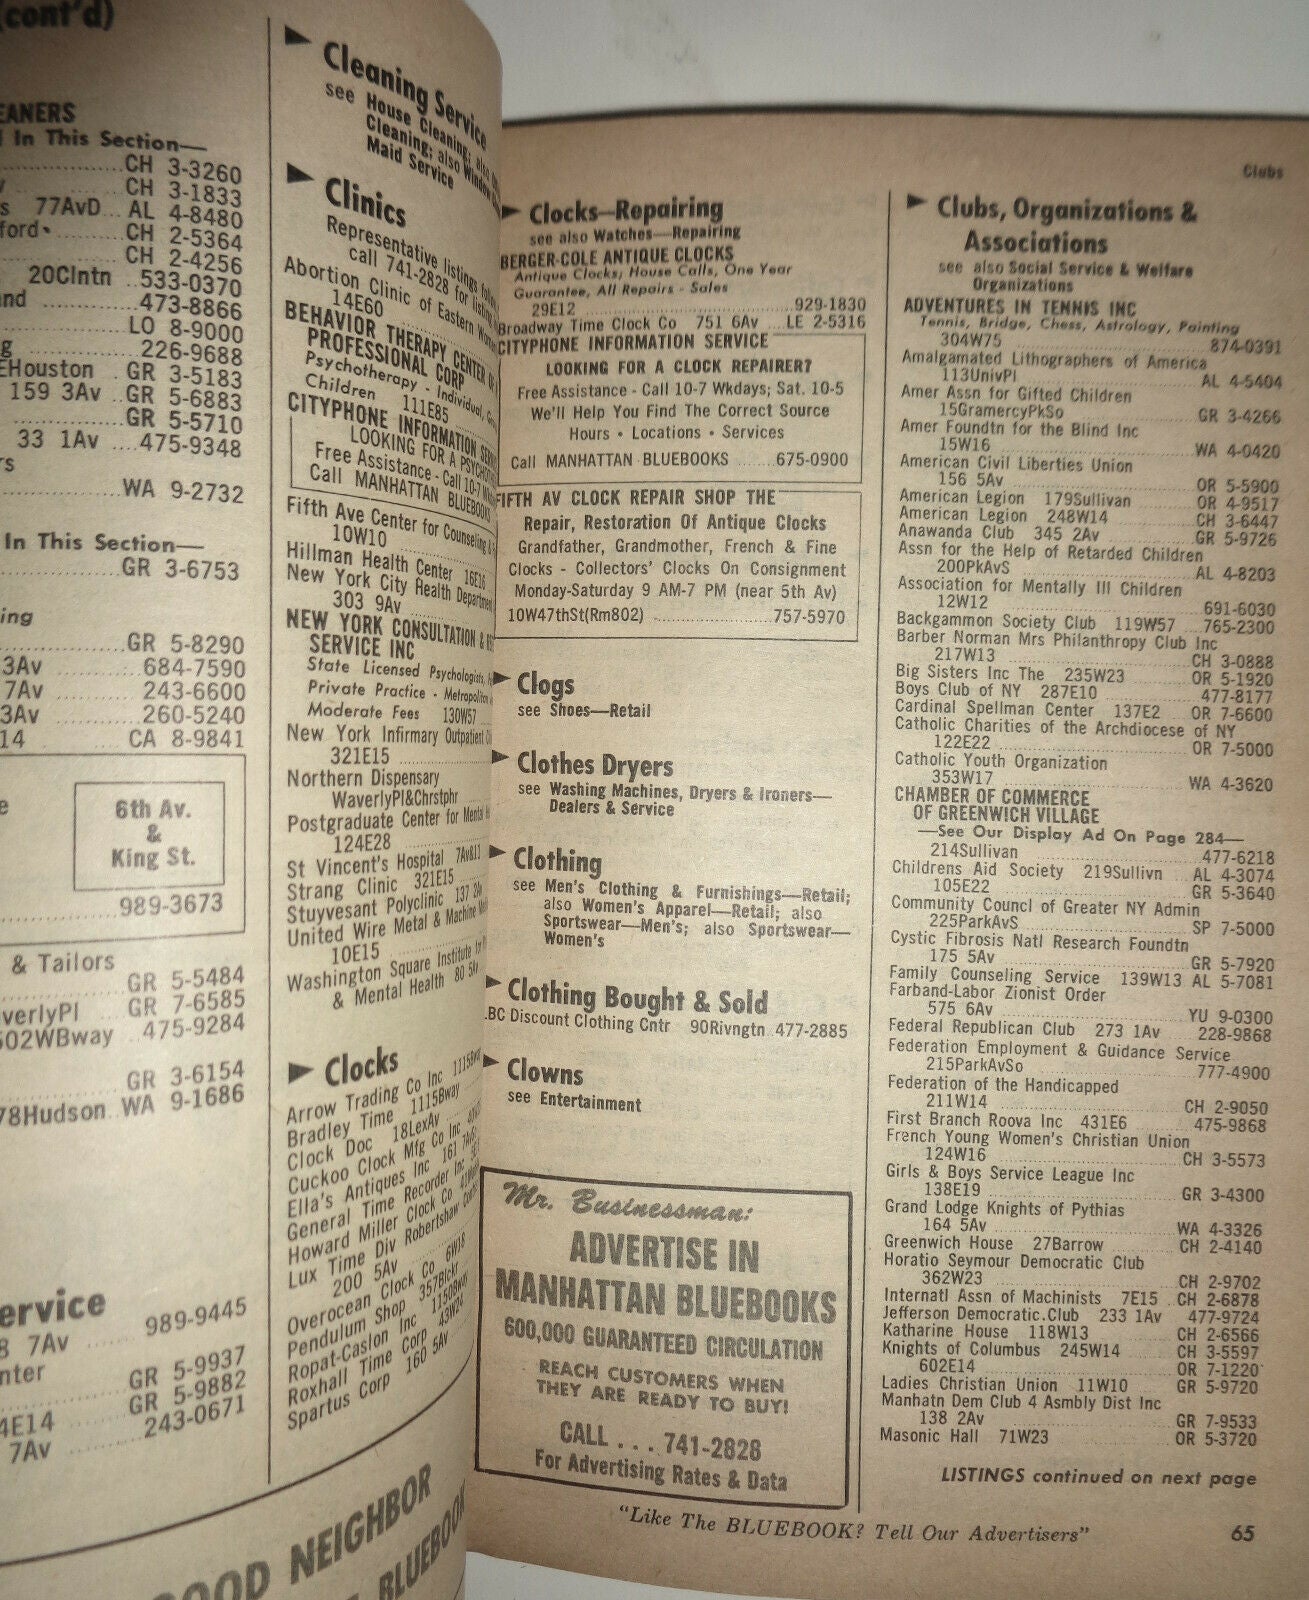 (cont'd)
EANERS
In This Section—
CH 3-3260
CH 3-1833
s 77AvD AL 4-8480
ford• CH 2-5364
CH 2-4256
20Clntn 533-0370
nd 473-8866
LO 8-9000
g 226-9688
EHouston GR 3-5183
159 3Av GR 5-6883
GR 5-5710
33 1Av 475-9348
rs
WA 9-2732
In This Section—
GR 3-6753
ing
GR 5-8290
3Av 684-7590
7Av 243-6600
3Av 260-5240
14 CA 8-9841
e
6th Av.
&
King St.
989-3673
& Tailors
GR 5-5484
verlyPl GR 7-6585
502WBway 475-9284
GR 3-6154
78Hudson WA 9-1686
ervice
8 7Av 989-9445
nter
GR 5-9937
GR 5-9882
4E14 243-0671
7Av
Cleaning Service
see House Cleaning; also
Cleaning; also Window
Maid Service
Clinics
Representative listings
call 741-2828 for listing
Abortion Clinic of Eastern
14E60
BEHAVIOR THERAPY CENTER
PROFESSIONAL CORP
Psychotherapy - Individual,
Children 111E85
CITYPHONE INFORMATION
LOOKING FOR A
Free Assistance - Call 10-7
Call MANHATTAN BLUEBOOKS
Fifth Ave Center for Counseling &
10W10
Hillman Health Center 16E16
New York City Health Department
303 9Av
NEW YORK CONSULTATION &
SERVICE INC
State Licensed Psychologists,
Private Practice - Metropolitan
Moderate Fees 130W57
New York Infirmary Outpatient
321E15
Northern Dispensary
WaverlyPl&Chrstphr
Postgraduate Center for Mental
124E28
St Vincent's Hospital 7Av&11
Strang Clinic 321E15
Stuyvesant Polyclinic 137 2Av
United Wire Metal & Machine
10E15
Washington Square Institute for
& Mental Health 80 5Av
Clocks
Arrow Trading Co Inc 1115Bway
Bradley Time 1115Bway
Clock Doc 18LexAv
Cuckoo Clock Mfg Co Inc
Ella's Antiques Inc 161
General Time Recorder Inc
Howard Miller Clock Co
Lux Time Div Robertshaw
200 5Av
Overocean Clock Co 6W18
Pendulum Shop 357Blckr
Ropat-Caslon Inc 1150Bway
Roxhall Time Corp 43W24
Spartus Corp 160 5Av
GOOD NEIGHBOR
BLUEBOOK
Clubs
Clocks—Repairing
see also Watches—Repairing
BERGER-COLE ANTIQUE CLOCKS
Antique Clocks; House Calls, One Year
Guarantee, All Repairs - Sales
29E12 929-1830
Broadway Time Clock Co 751 6Av LE 2-5316
CITYPHONE INFORMATION SERVICE
LOOKING FOR A CLOCK REPAIRER?
Free Assistance - Call 10-7 Wkdays; Sat. 10-5
We'll Help You Find The Correct Source
Hours • Locations • Services
Call MANHATTAN BLUEBOOKS 675-0900
FIFTH AV CLOCK REPAIR SHOP THE
Repair, Restoration Of Antique Clocks
Grandfather, Grandmother, French & Fine
Clocks - Collectors' Clocks On Consignment
Monday-Saturday 9 AM-7 PM (near 5th Av)
10W47thSt(Rm802) 757-5970
Clogs
see Shoes—Retail
Clothes Dryers
see Washing Machines, Dryers & Ironers—
Dealers & Service
Clothing
see Men's Clothing & Furnishings—Retail;
also Women's Apparel—Retail; also
Sportswear—Men's; also Sportswear—
Women's
Clothing Bought & Sold
BC Discount Clothing Cntr 90Rivngtn 477-2885
Clowns
see Entertainment
Mr. Businessman:
ADVERTISE IN
MANHATTAN BLUEBOOKS
600,000 GUARANTEED CIRCULATION
REACH CUSTOMERS WHEN
THEY ARE READY TO BUY!
CALL . . . 741-2828
For Advertising Rates & Data
Clubs, Organizations &
Associations
see also Social Service & Welfare
Organizations
ADVENTURES IN TENNIS INC
Tennis, Bridge, Chess, Astrology, Painting
304W75 874-0391
Amalgamated Lithographers of America
113UnivPl AL 4-5404
Amer Assn for Gifted Children
15GramercyPkSo GR 3-4266
Amer Foundtn for the Blind Inc
15W16 WA 4-0420
American Civil Liberties Union
156 5Av OR 5-5900
American Legion 179Sullivan OR 4-9517
American Legion 248W14 CH 3-6447
Anawanda Club 345 2Av GR 5-9726
Assn for the Help of Retarded Children
200PkAvS AL 4-8203
Association for Mentally Ill Children
12W12 691-6030
Backgammon Society Club 119W57 765-2300
Barber Norman Mrs Philanthropy Club Inc
217W13 CH 3-0888
Big Sisters Inc The 235W23 OR 5-1920
Boys Club of NY 287E10 477-8177
Cardinal Spellman Center 137E2 OR 7-6600
Catholic Charities of the Archdiocese of NY
122E22 OR 7-5000
Catholic Youth Organization
353W17 WA 4-3620
CHAMBER OF COMMERCE
OF GREENWICH VILLAGE
—See Our Display Ad On Page 284—
214Sullivan 477-6218
Childrens Aid Society 219Sullivn AL 4-3074
105E22 GR 5-3640
Community Councl of Greater NY Admin
225ParkAvS SP 7-5000
Cystic Fibrosis Natl Research Foundtn
175 5Av GR 5-7920
Family Counseling Service 139W13 AL 5-7081
Farband-Labor Zionist Order
575 6Av YU 9-0300
Federal Republican Club 273 1Av 228-9868
Federation Employment & Guidance Service
215ParkAvSo 777-4900
Federation of the Handicapped
211W14 CH 2-9050
First Branch Roova Inc 431E6 475-9868
French Young Women's Christian Union
124W16 CH 3-5573
Girls & Boys Service League Inc
138E19 GR 3-4300
Grand Lodge Knights of Pythias
164 5Av WA 4-3326
Greenwich House 27Barrow CH 2-4140
Horatio Seymour Democratic Club
362W23 CH 2-9702
Internatl Assn of Machinists 7E15 CH 2-6878
Jefferson Democratic.Club 233 1Av 477-9724
Katharine House 118W13 CH 2-6566
Knights of Columbus 245W14 CH 3-5597
602E14 OR 7-1220
Ladies Christian Union 11W10 GR 5-9720
Manhatn Dem Club 4 Asmbly Dist Inc
138 2Av GR 7-9533
Masonic Hall 71W23 OR 5-3720
LISTINGS continued on next page
"Like The BLUEBOOK? Tell Our Advertisers" 65